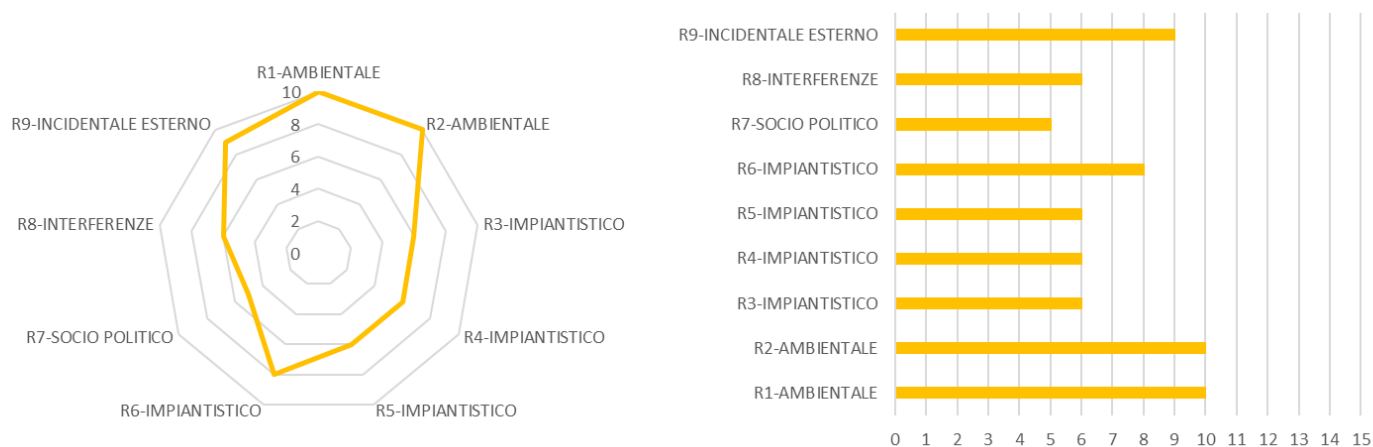 R1-AMBIENTALE
10
R9-INCIDENTALE ESTERNO
R2-AMBIENTALE
8
6
4
R8-INTERFERENZE
R3-IMPIANTISTICO
2
0
R7-SOCIO POLITICO
R4-IMPIANTISTICO
R6-IMPIANTISTICO
R5-IMPIANTISTICO
R9-INCIDENTALE ESTERNO
R8-INTERFERENZE
R7-SOCIO POLITICO
R6-IMPIANTISTICO
R5-IMPIANTISTICO
R4-IMPIANTISTICO
R3-IMPIANTISTICO
R2-AMBIENTALE
R1-AMBIENTALE
0 1 2 3 4 5 6 7 8 9 10 11 12 13 14 15